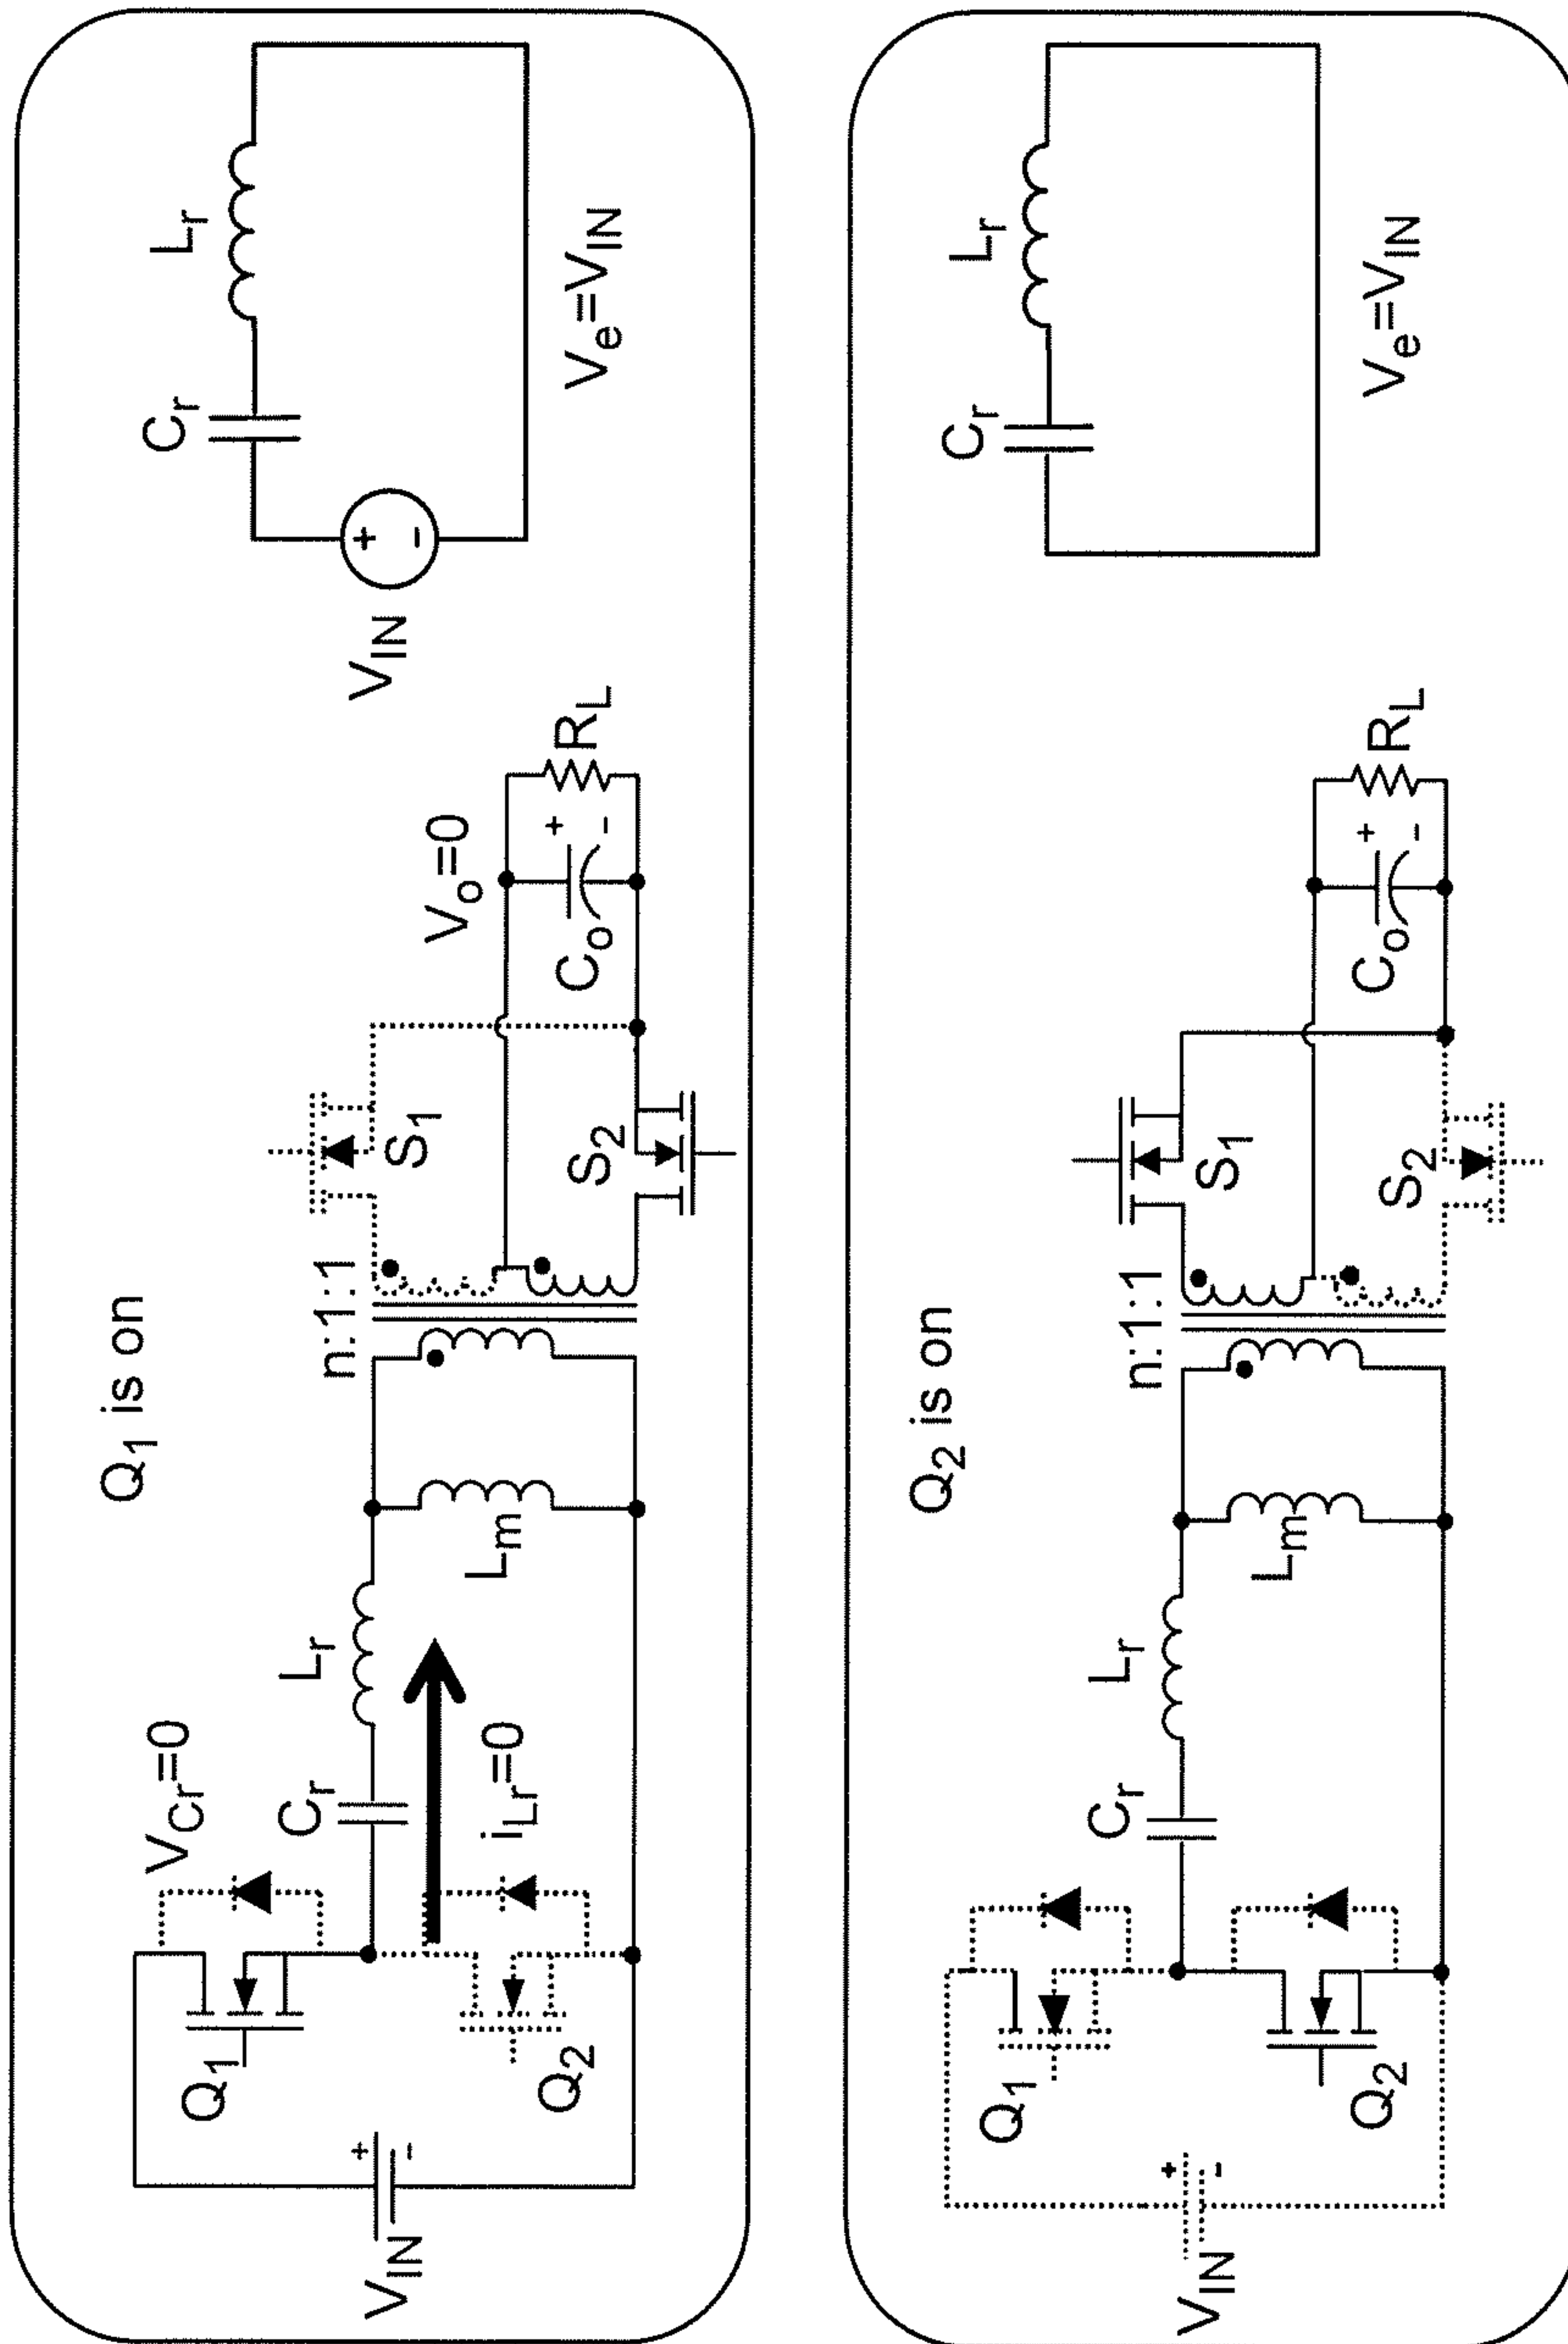 Q1 is on
VIN
+
-
Q1
Q2
VCr=0
Cr
Lr
iLr=0
Lm
n:1:1
S1
S2
Vo=0
Co
+
-
RL
VIN
+
-
Cr
Lr
Ve=VIN
Q2 is on
VIN
+
-
Q1
Q2
Cr
Lr
Lm
n:1:1
S1
S2
Co
+
-
RL
Cr
Lr
Ve=VIN